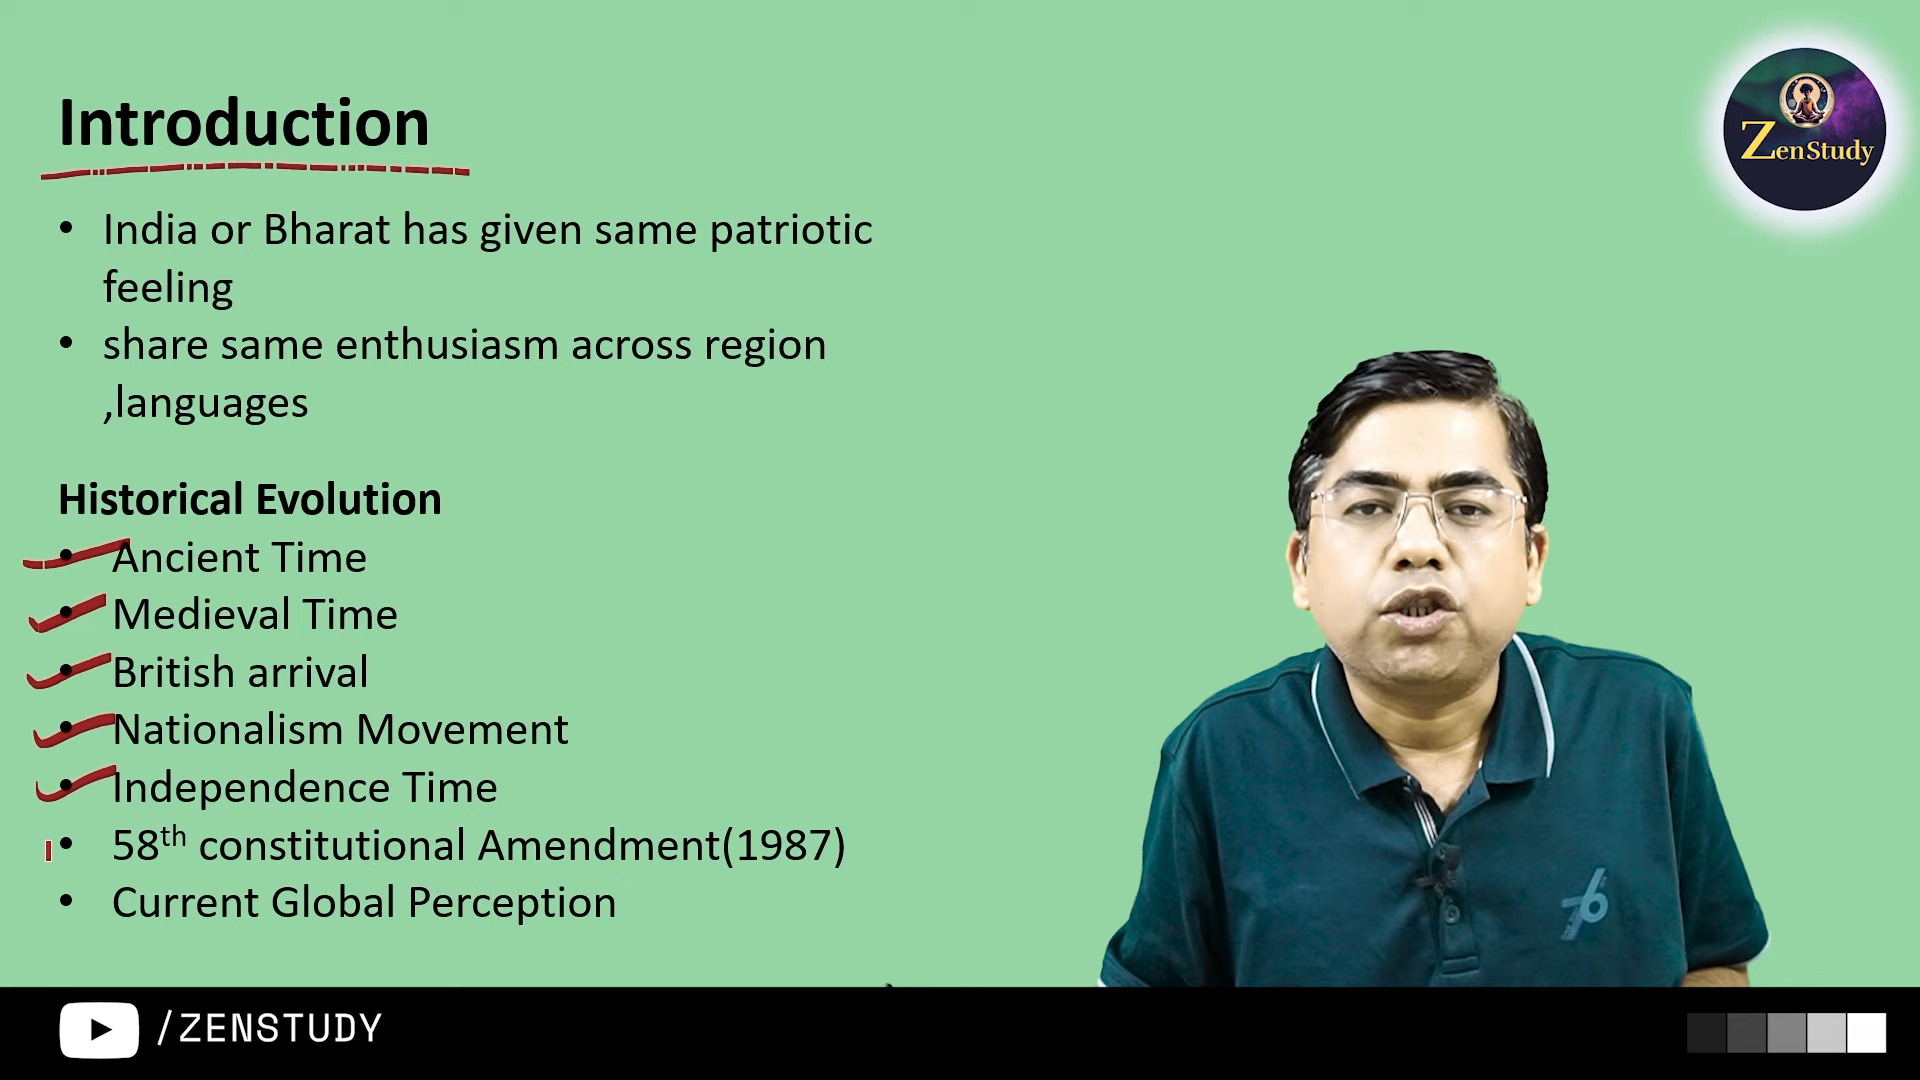 Introduction
ZenStudy
• India or Bharat has given same patriotic
feeling
• share same enthusiasm across region
,languages
Historical Evolution
• Ancient Time
• Medieval Time
• British arrival
• Nationalism Movement
• Independence Time
• 58th constitutional Amendment(1987)
• Current Global Perception
76
/ZENSTUDY